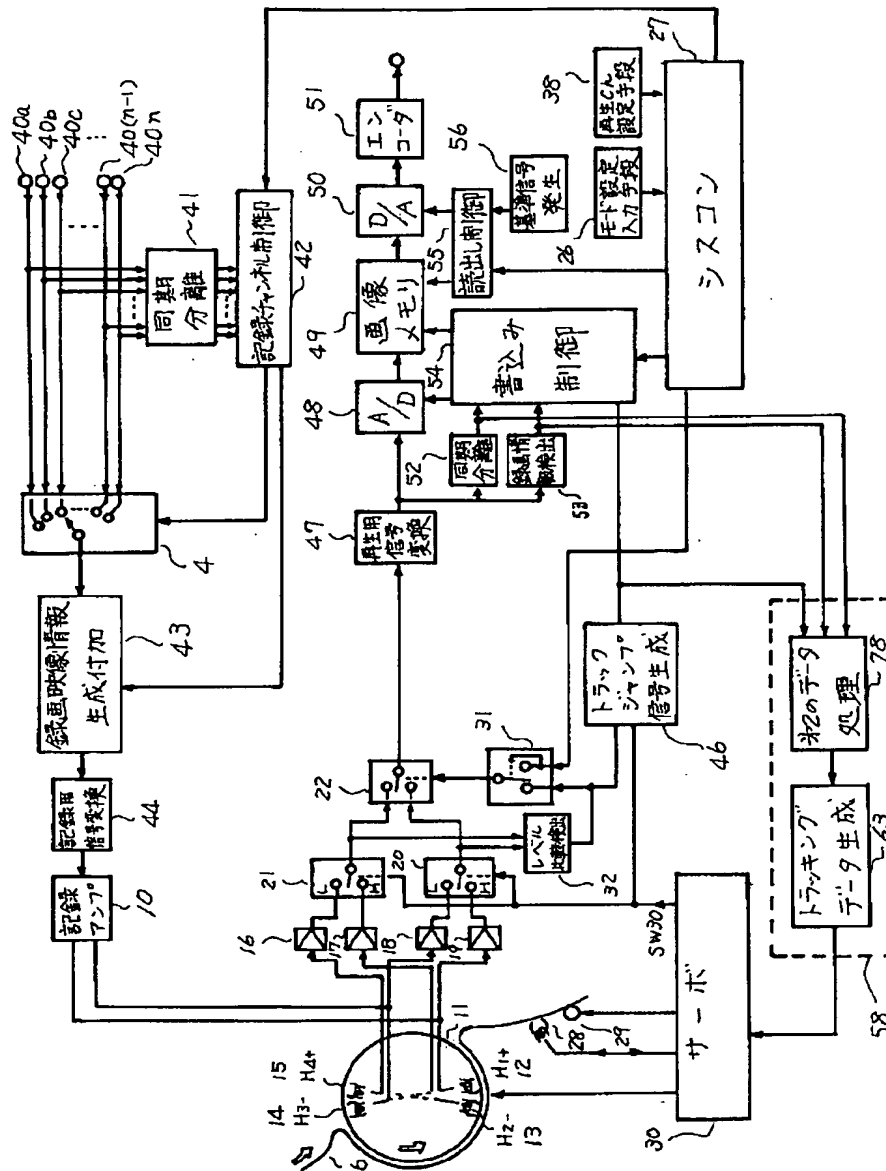 40a
40b
40c
40(n-1)
40n
41
同期
分離
42
記録チャンネル制御
4
43
録画映像情報
生成付加
44
記録用
信号変換
10
記録
アンプ
47
再生用
信号
変換
48
A/D
49
画像
メモリ
50
D/A
51
エンコーダ
52
同期
分離
53
録画情
報検出
54
書込み
制御
55
読出し制御
56
基準信号
発生
26
モード設定
入力手段
38
27
シスコン
22
31
21
L
H
20
L
H
32
レベル
比較検出
16
17
18
19
46
トラック
ジャンプ
信号生成
78
第2のデータ
処理
63
トラッキング
データ生成
58
SW30
30
サーボ
28
29
11
15
H4+
14
H3-
H1+
12
H2-
13
6